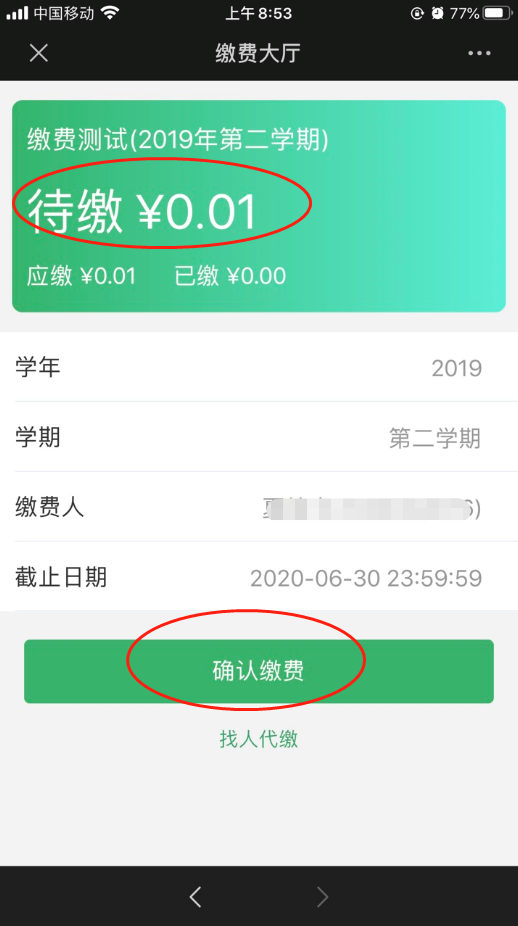 中国移动 上午 8:53 77%
缴费大厅
缴费测试(2019年第二学期)
待缴 ¥0.01
应缴 ¥0.01 已缴 ¥0.00
学年 2019
学期 第二学期
缴费人
截止日期 2020-06-30 23:59:59
确认缴费
找人代缴